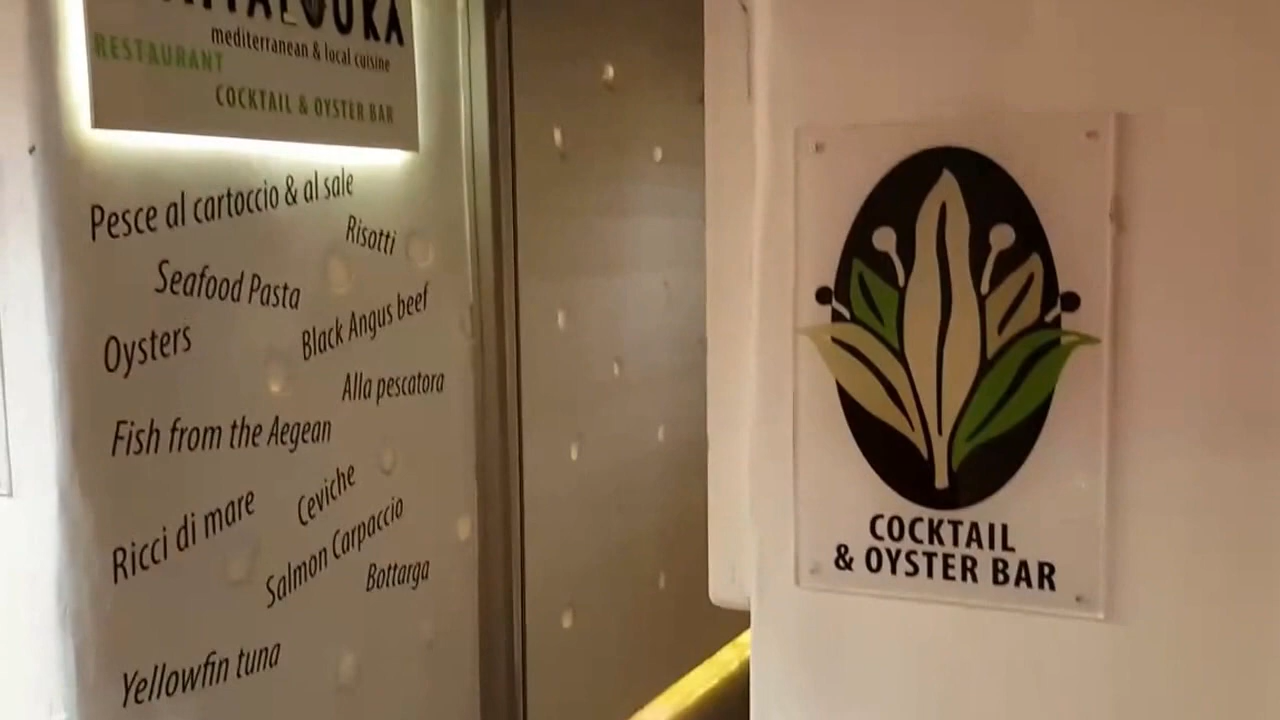 mediterranean & local cuisine
RESTAURANT
COCKTAIL & OYSTER BAR
Pesce al cartoccio & al sale
Risotti
Seafood Pasta
Black Angus beef
Oysters
Alla pescatora
Fish from the Aegean
Ceviche
Ricci di mare
Salmon Carpaccio
Bottarga
Yellowfin tuna
COCKTAIL
& OYSTER BAR